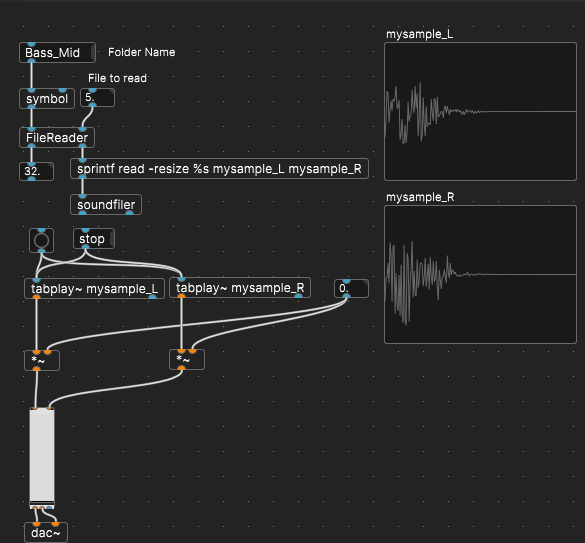 mysample_L
Bass_Mid
Folder Name
File to read
symbol
5.
FileReader
32.
sprintf read -resize %s mysample_L mysample_R
mysample_R
soundfiler
stop
tabplay~ mysample_L
tabplay~ mysample_R
0.
*~
*~
dac~